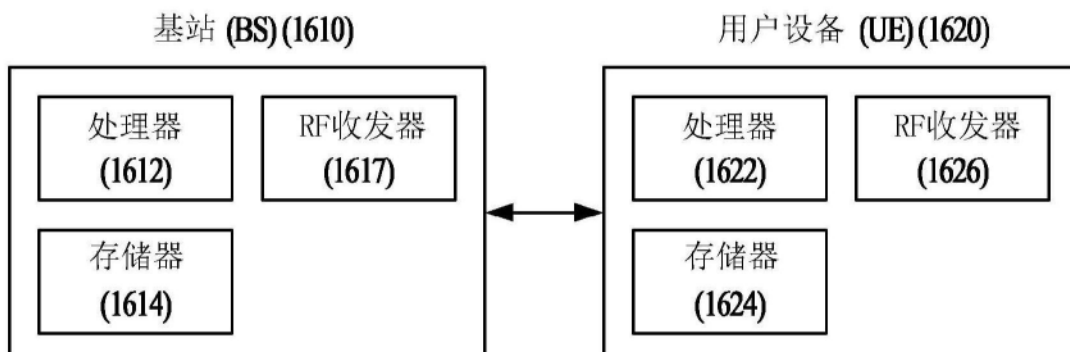 基站 (BS) (1610)
处理器
(1612)
RF收发器
(1617)
存储器
(1614)
用户设备 (UE) (1620)
处理器
(1622)
RF收发器
(1626)
存储器
(1624)